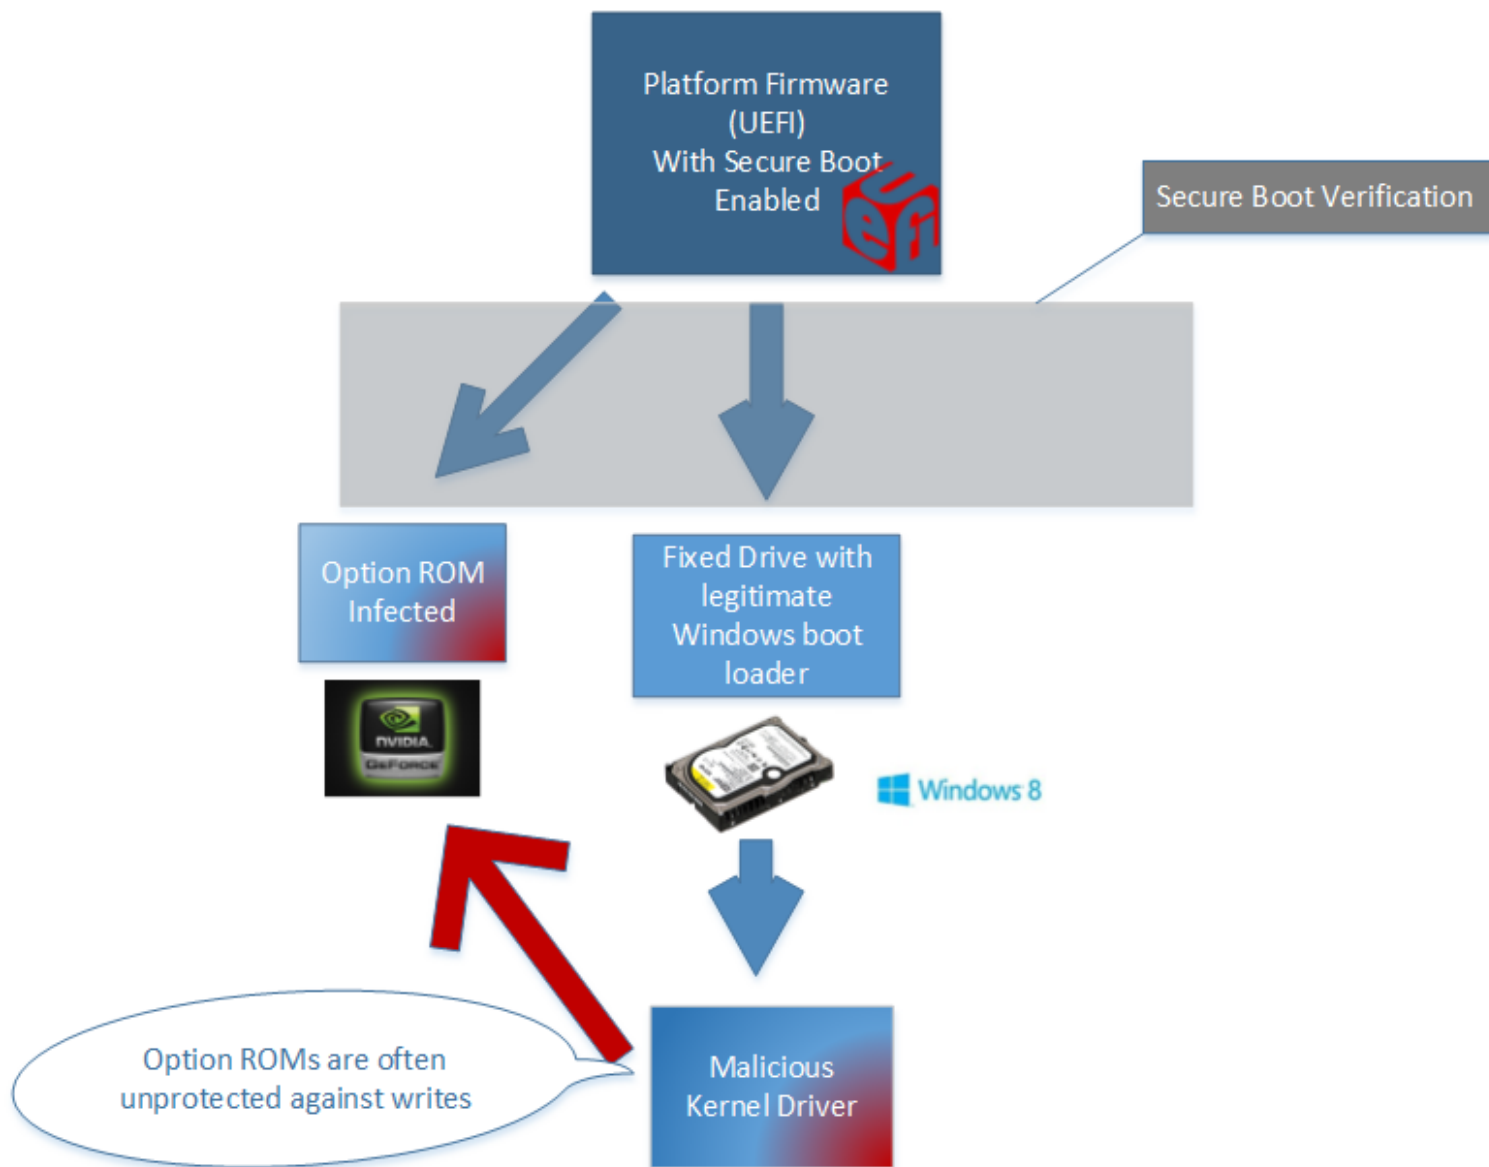 Platform Firmware
(UEFI)
With Secure Boot
Enabled
uefi
Secure Boot Verification
Option ROM
Infected
Fixed Drive with
legitimate
Windows boot
loader
NVIDIA.
GEFORCE
Windows 8
Option ROMs are often
unprotected against writes
Malicious
Kernel Driver